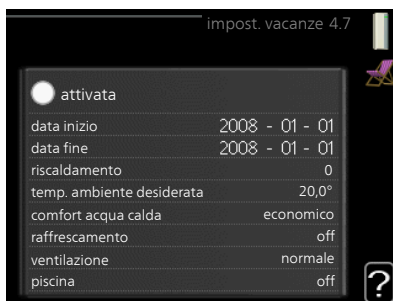 impost. vacanze 4.7
attivata
data inizio 2008 - 01 - 01
data fine 2008 - 01 - 01
riscaldamento 0
temp. ambiente desiderata 20,0°
comfort acqua calda economico
raffrescamento off
ventilazione normale
piscina off
?